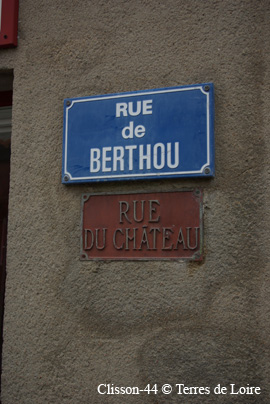 RUE
de
BERTHOU
RUE
DU CHATEAU
Clisson-44 © Terres de Loire